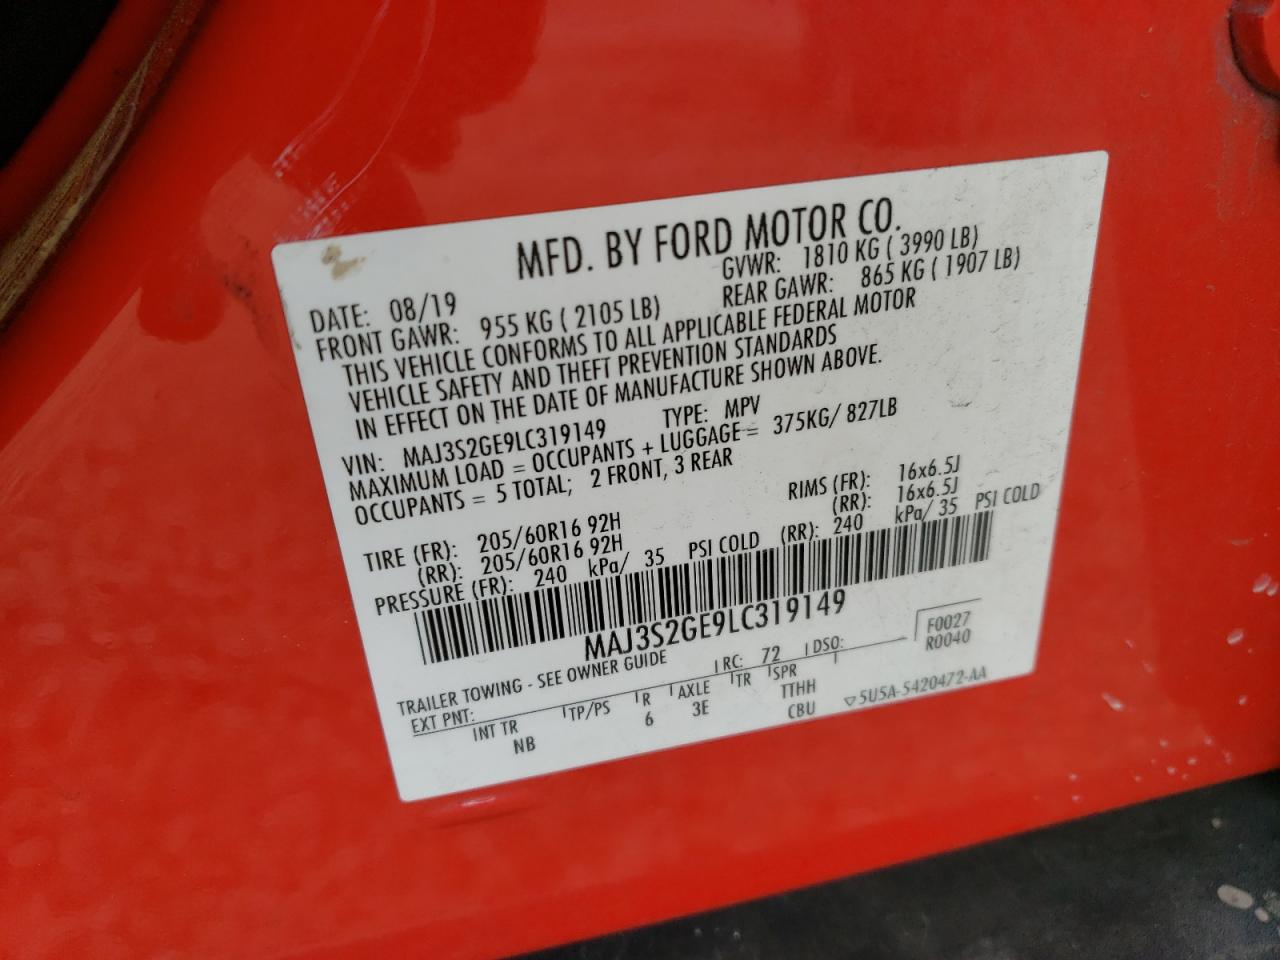 MFD. BY FORD MOTOR CO.
DATE: 08/19 GVWR: 1810 KG ( 3990 LB)
FRONT GAWR: 955 KG ( 2105 LB) REAR GAWR: 865 KG ( 1907 LB)
THIS VEHICLE CONFORMS TO ALL APPLICABLE FEDERAL MOTOR
VEHICLE SAFETY AND THEFT PREVENTION STANDARDS
IN EFFECT ON THE DATE OF MANUFACTURE SHOWN ABOVE.
VIN: MAJ3S2GE9LC319149 TYPE: MPV
MAXIMUM LOAD = OCCUPANTS + LUGGAGE = 375KG/ 827LB
OCCUPANTS = 5 TOTAL; 2 FRONT, 3 REAR
TIRE (FR): 205/60R16 92H RIMS (FR): 16x6.5J
(RR): 205/60R16 92H (RR): 16x6.5J
PRESSURE (FR): 240 kPa/ 35 PSI COLD (RR): 240 kPa/ 35 PSI COLD
MAJ3S2GE9LC319149
TRAILER TOWING - SEE OWNER GUIDE
EXT PNT: RC: 72 DSO: F0027
R0040
INT TR TP/PS R AXLE TR SPR
NB 6 3E TTHH
CBU ▽5U5A-5420472-AA